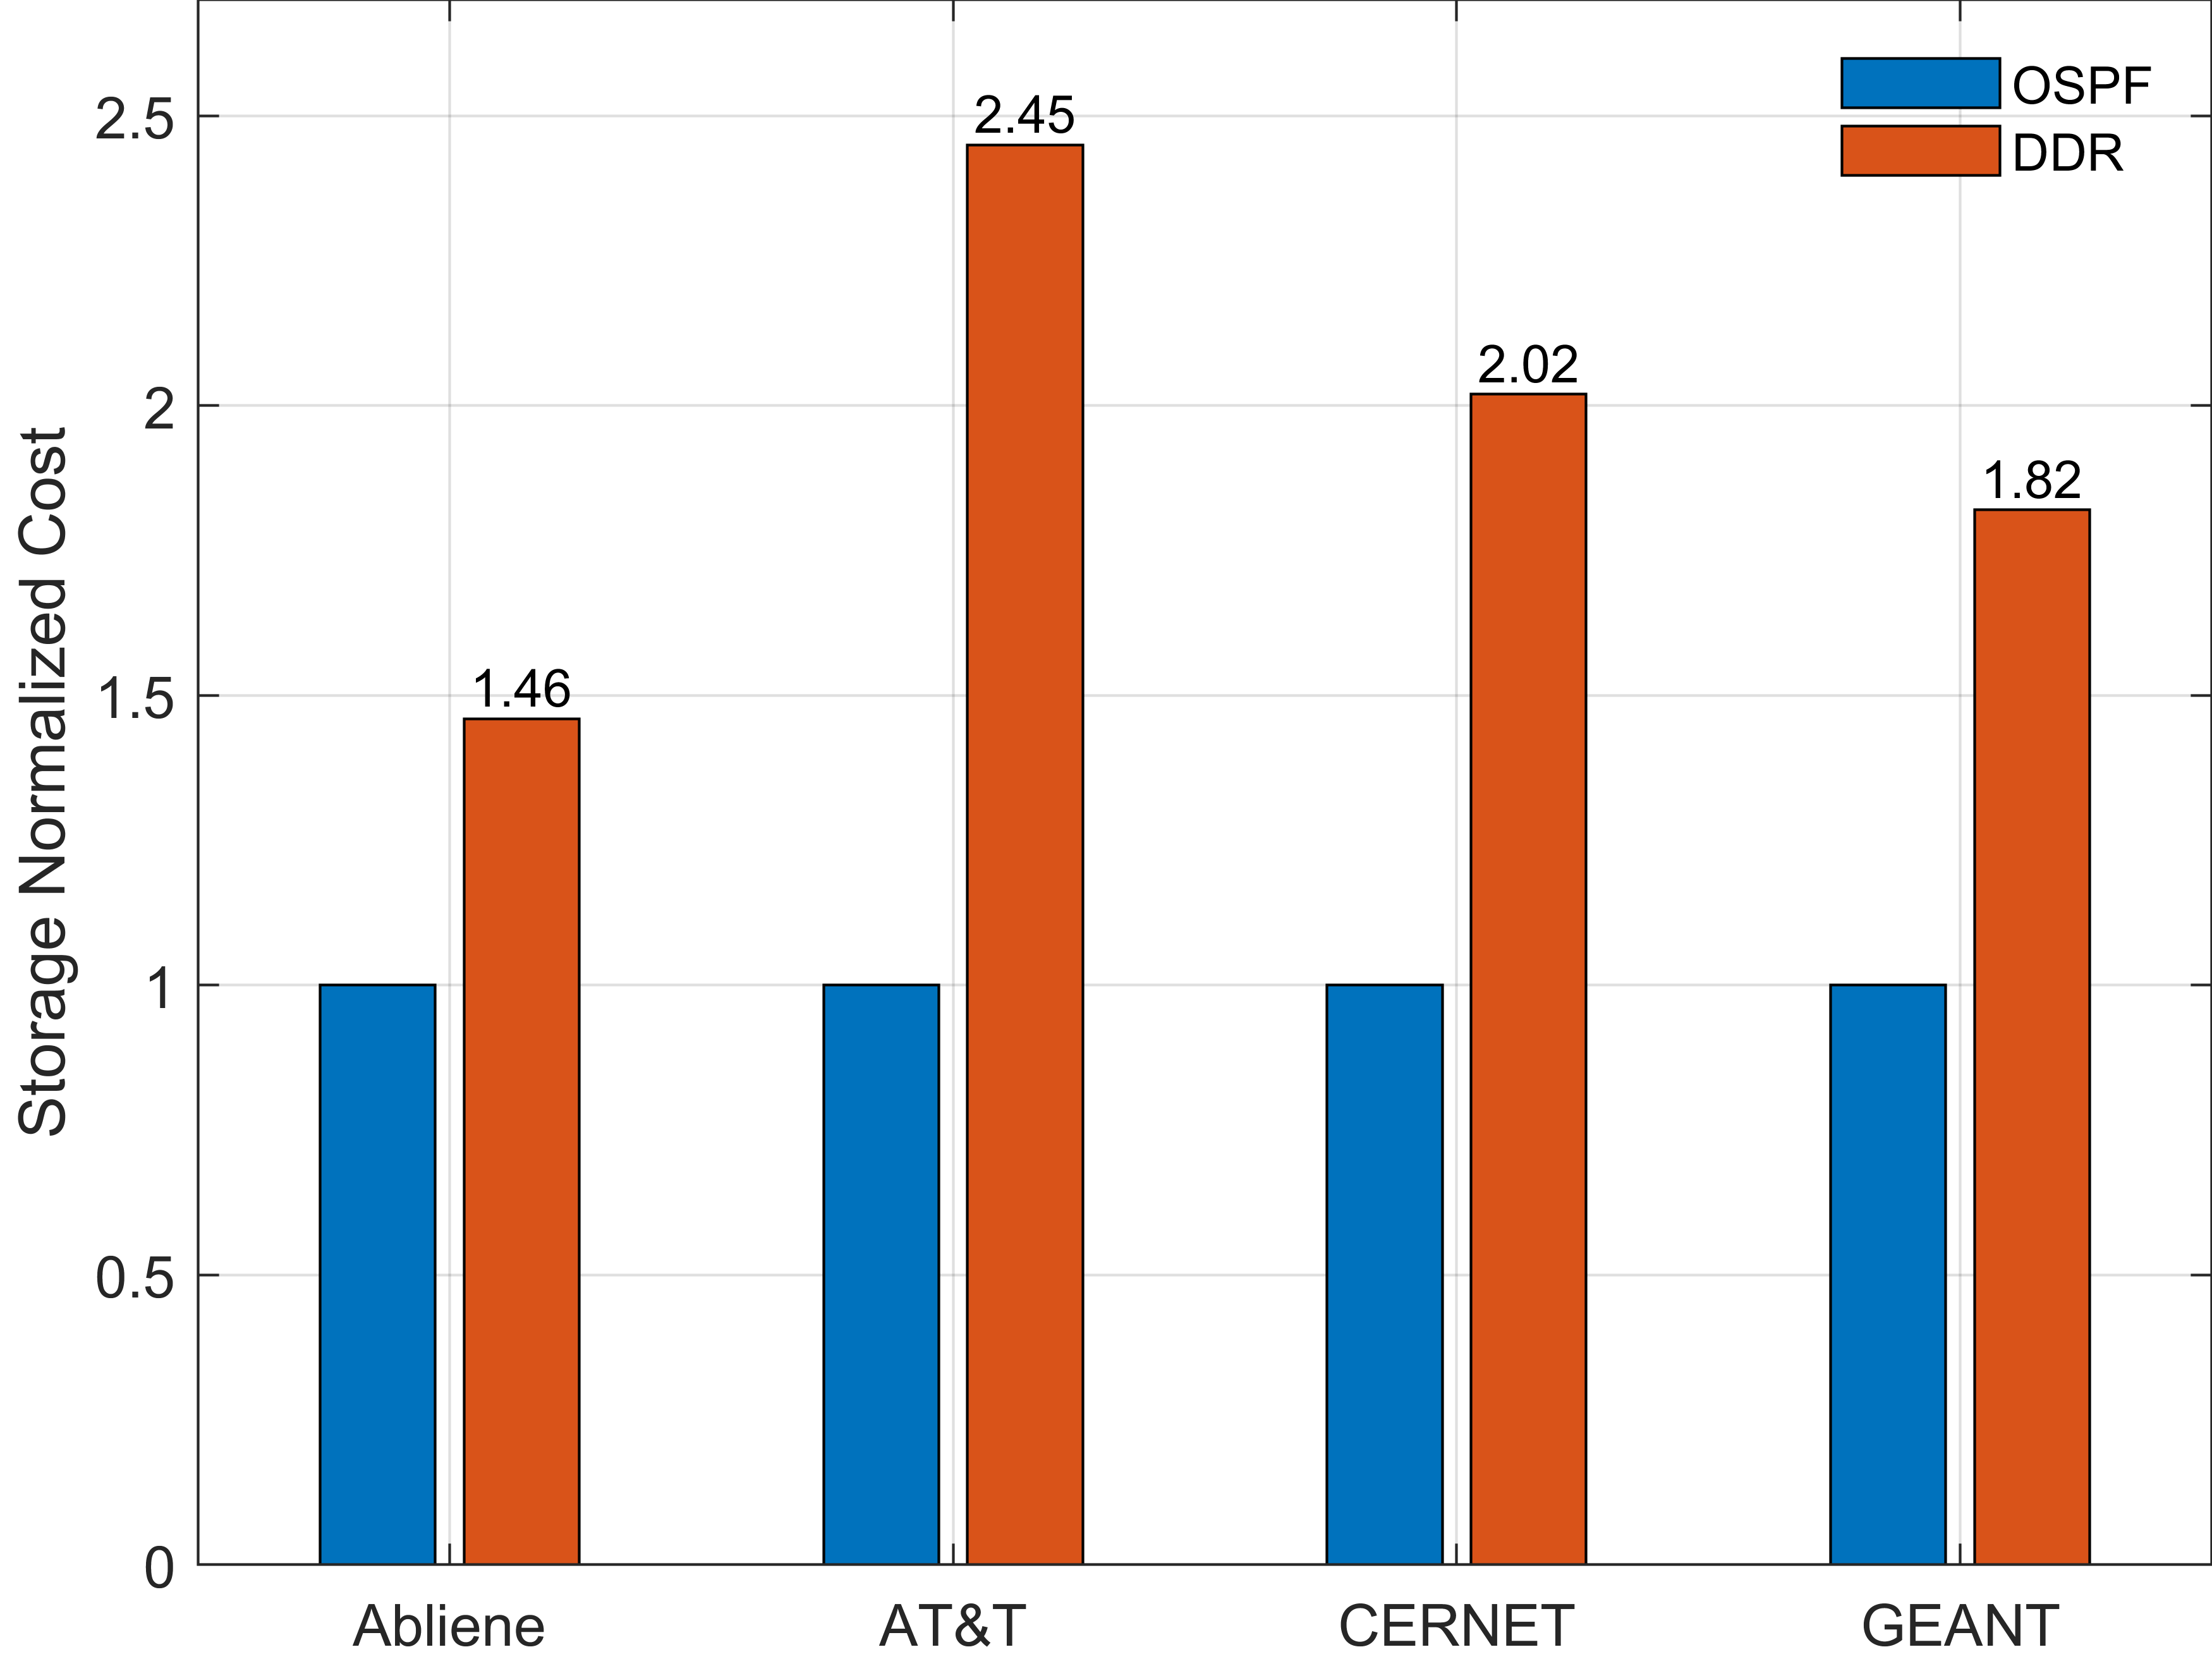 OSPF
DDR
Storage Normalized Cost
2.5
2
1.5
1
0.5
0
1.46
2.45
2.02
1.82
Abliene
AT&T
CERNET
GEANT